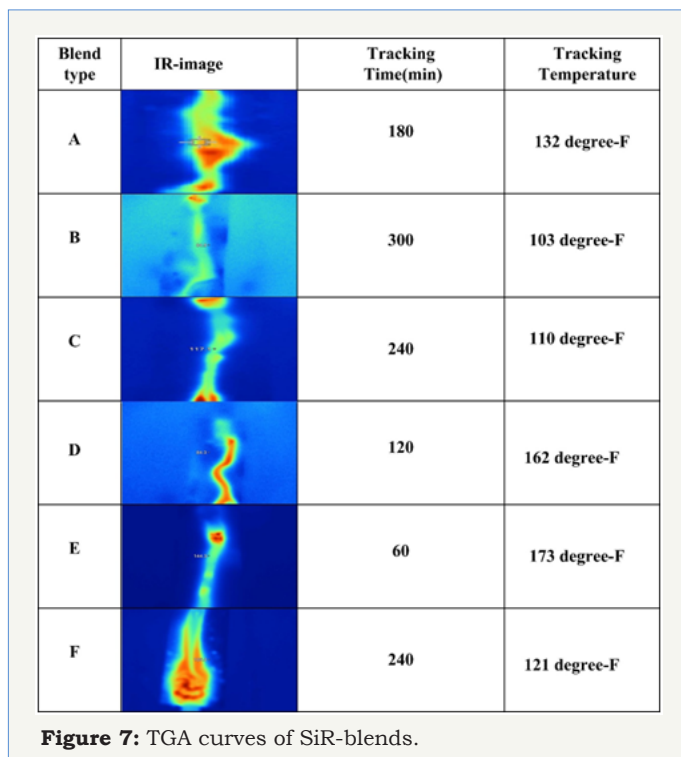 Blend type IR-image Tracking Time(min) Tracking Temperature
A 180 132 degree-F
B 300 103 degree-F
C 240 110 degree-F
D 120 162 degree-F
E 60 173 degree-F
F 240 121 degree-F
Figure 7: TGA curves of SiR-blends.